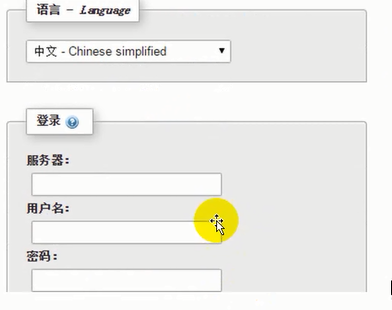 语言 - Language
中文 - Chinese simplified
登录
服务器:
用户名:
密码: